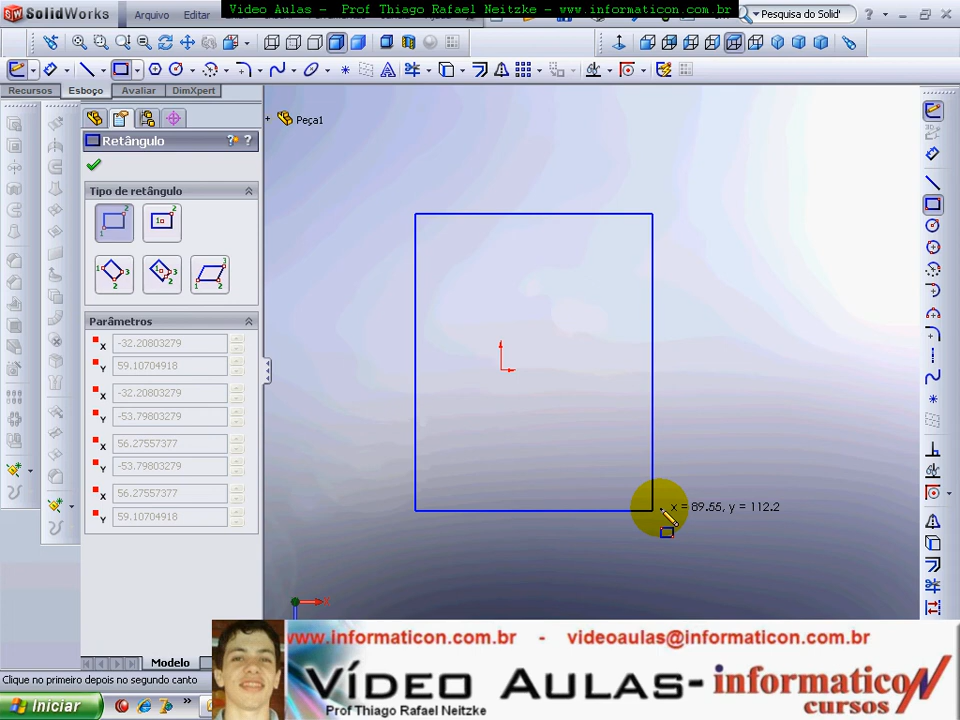 SolidWorks
Arquivo
Editar
Vídeo Aulas - Prof Thiago Rafael Neitzke - www.informaticon.com.br
Pesquisa do Solid'
Recursos
Esboço
Avaliar
DimXpert
Retângulo
Tipo de retângulo
Parâmetros
X -32.20803279
Y 59.10704918
X -32.20803279
Y -53.79803279
X 56.27557377
Y -53.79803279
X 56.27557377
Y 59.10704918
Peça1
x = 89.55, y = 112.2
Modelo
Clique no primeiro depois no segundo canto
Iniciar
www.informaticon.com.br - videoaulas@informaticon.com.br
Vídeo Aulas- informaticon
cursos
Prof Thiago Rafael Neitzke